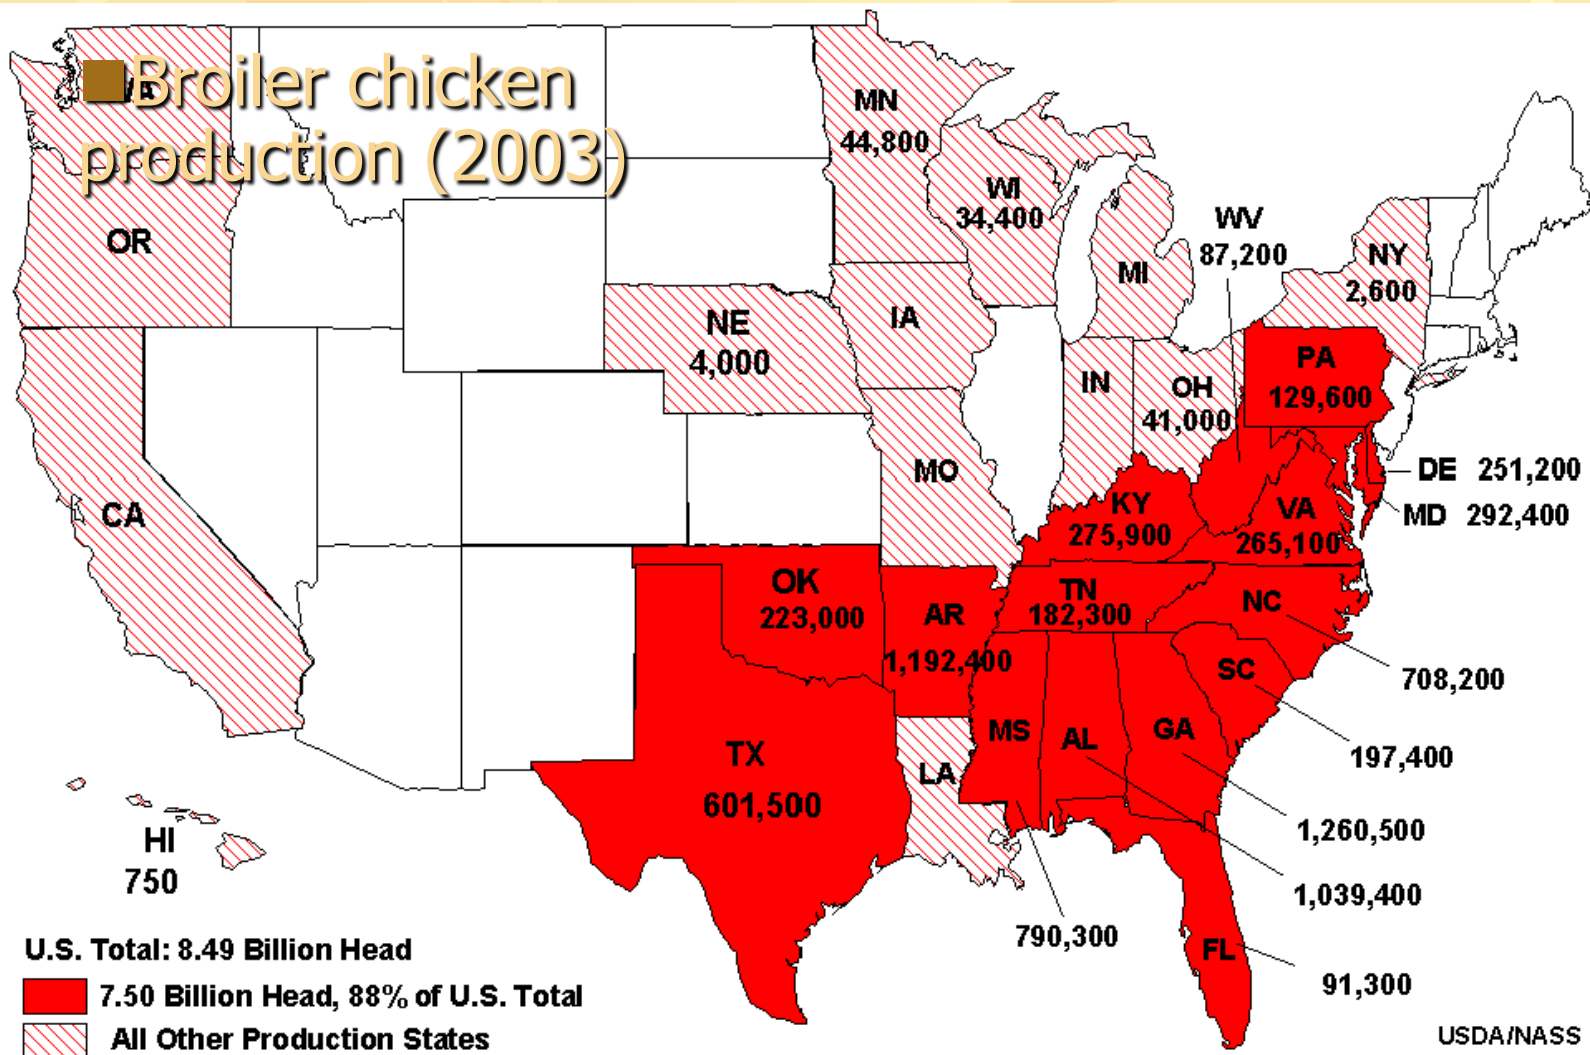 Broiler chicken
production (2003)
WA
OR
CA
HI
750
NE
4,000
MN
44,800
WI
34,400
IA
MO
MI
IN
OH
41,000
WV
87,200
NY
2,600
PA
129,600
DE 251,200
MD 292,400
KY
275,900
VA
265,100
TN
182,300
NC
708,200
OK
223,000
AR
1,192,400
SC
197,400
MS
790,300
AL
1,039,400
GA
1,260,500
TX
601,500
LA
FL
91,300
U.S. Total: 8.49 Billion Head
7.50 Billion Head, 88% of U.S. Total
All Other Production States
USDA/NASS